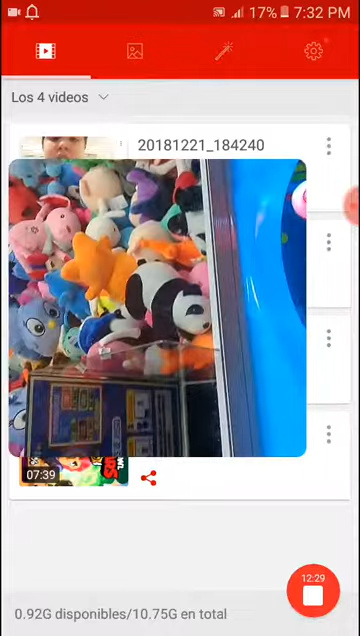 17% 7:32 PM
Los 4 videos
20181221_184240
07:39
12:29
0.92G disponibles/10.75G en total